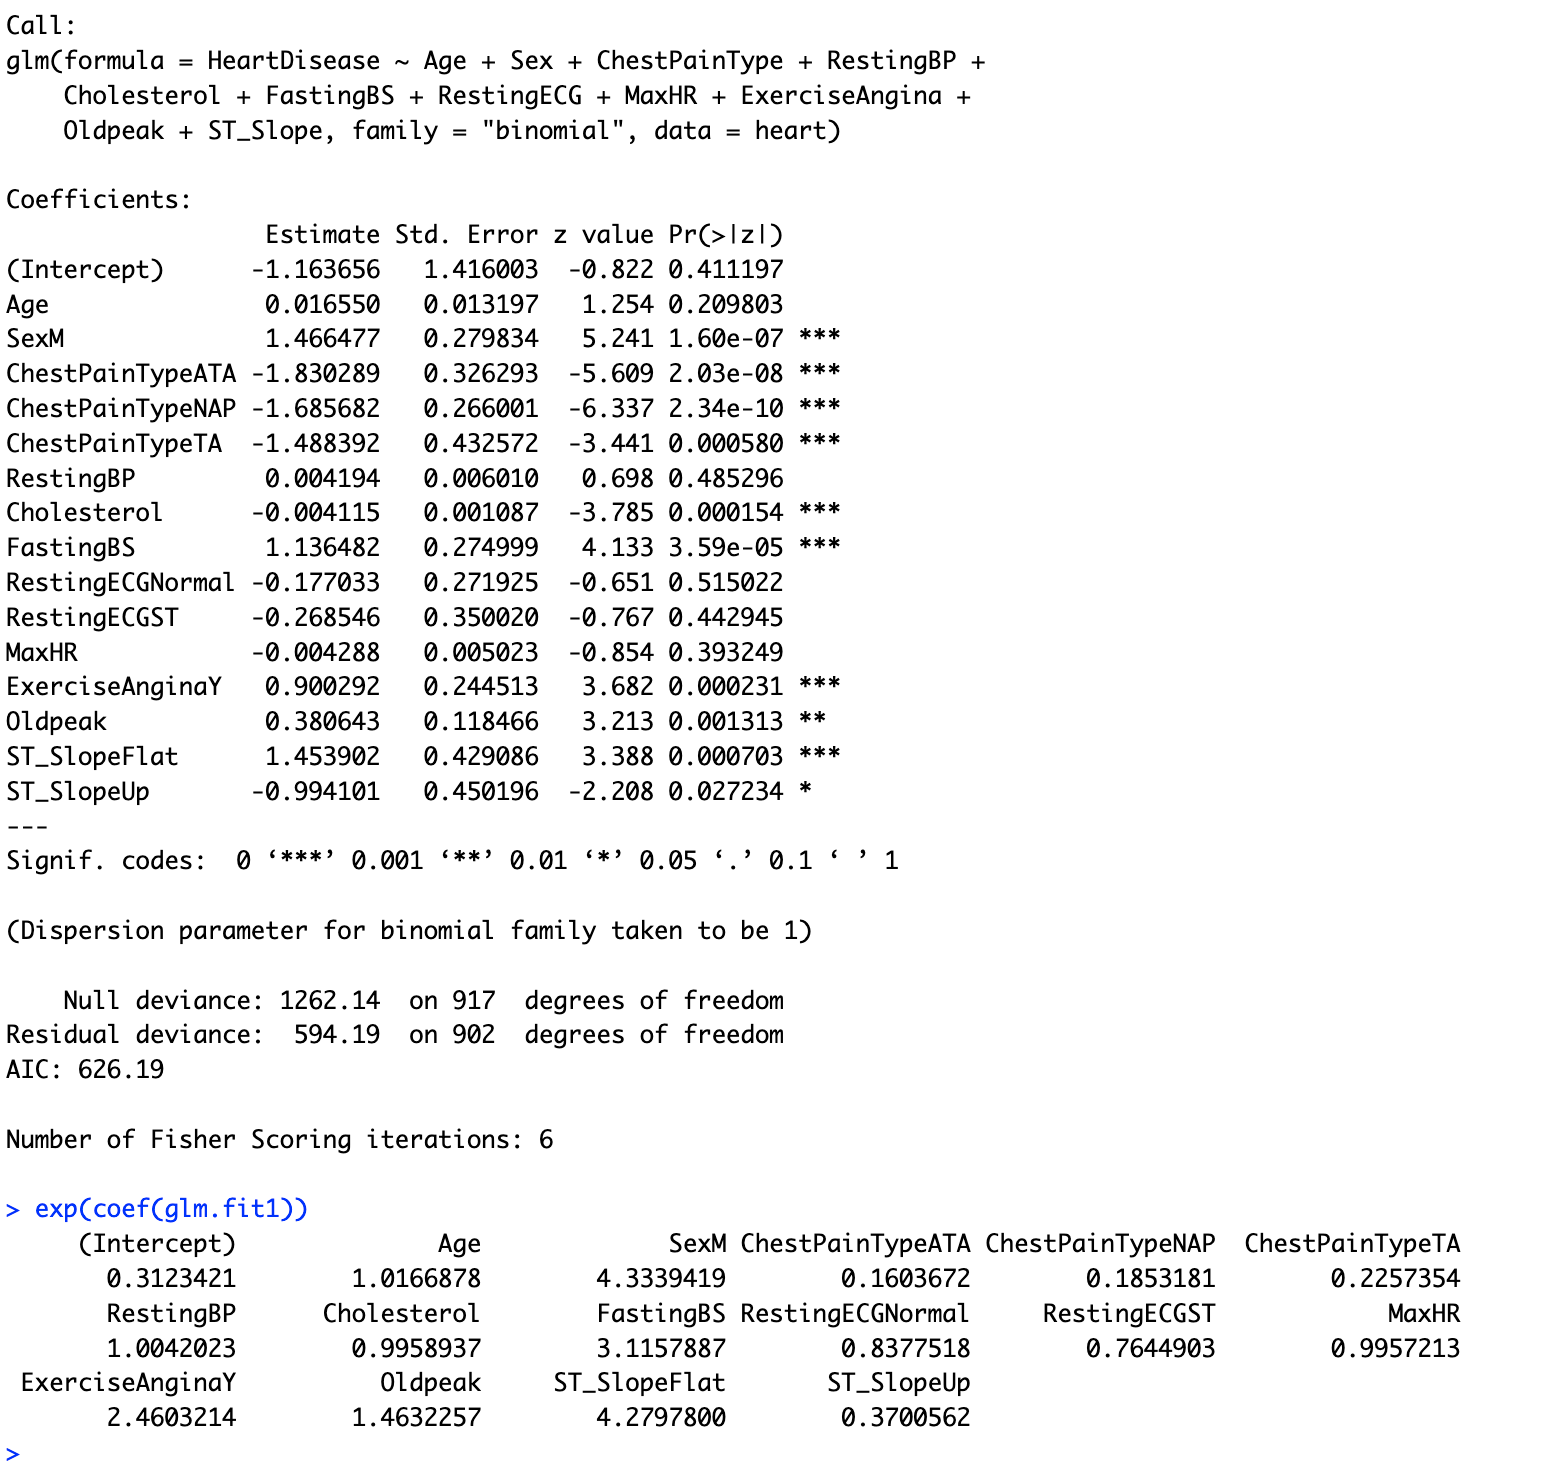 Call:
glm(formula = HeartDisease ~ Age + Sex + ChestPainType + RestingBP +
    Cholesterol + FastingBS + RestingECG + MaxHR + ExerciseAngina +
    Oldpeak + ST_Slope, family = "binomial", data = heart)

Coefficients:
                  Estimate Std. Error z value Pr(>|z|)
(Intercept)      -1.163656   1.416003  -0.822 0.411197
Age               0.016550   0.013197   1.254 0.209803
SexM              1.466477   0.279834   5.241 1.60e-07 ***
ChestPainTypeATA -1.830289   0.326293  -5.609 2.03e-08 ***
ChestPainTypeNAP -1.685682   0.266001  -6.337 2.34e-10 ***
ChestPainTypeTA  -1.488392   0.432572  -3.441 0.000580 ***
RestingBP         0.004194   0.006010   0.698 0.485296
Cholesterol      -0.004115   0.001087  -3.785 0.000154 ***
FastingBS         1.136482   0.274999   4.133 3.59e-05 ***
RestingECGNormal -0.177033   0.271925  -0.651 0.515022
RestingECGST     -0.268546   0.350020  -0.767 0.442945
MaxHR            -0.004288   0.005023  -0.854 0.393249
ExerciseAnginaY   0.900292   0.244513   3.682 0.000231 ***
Oldpeak           0.380643   0.118466   3.213 0.001313 **
ST_SlopeFlat      1.453902   0.429086   3.388 0.000703 ***
ST_SlopeUp       -0.994101   0.450196  -2.208 0.027234 *
---
Signif. codes:  0 ‘***’ 0.001 ‘**’ 0.01 ‘*’ 0.05 ‘.’ 0.1 ‘ ’ 1

(Dispersion parameter for binomial family taken to be 1)

    Null deviance: 1262.14  on 917  degrees of freedom
Residual deviance:  594.19  on 902  degrees of freedom
AIC: 626.19

Number of Fisher Scoring iterations: 6

> exp(coef(glm.fit1))
     (Intercept)              Age             SexM ChestPainTypeATA ChestPainTypeNAP  ChestPainTypeTA
       0.3123421        1.0166878        4.3339419        0.1603672        0.1853181        0.2257354
       RestingBP      Cholesterol        FastingBS RestingECGNormal     RestingECGST            MaxHR
       1.0042023        0.9958937        3.1157887        0.8377518        0.7644903        0.9957213
 ExerciseAnginaY          Oldpeak     ST_SlopeFlat       ST_SlopeUp
       2.4603214        1.4632257        4.2797800        0.3700562
>